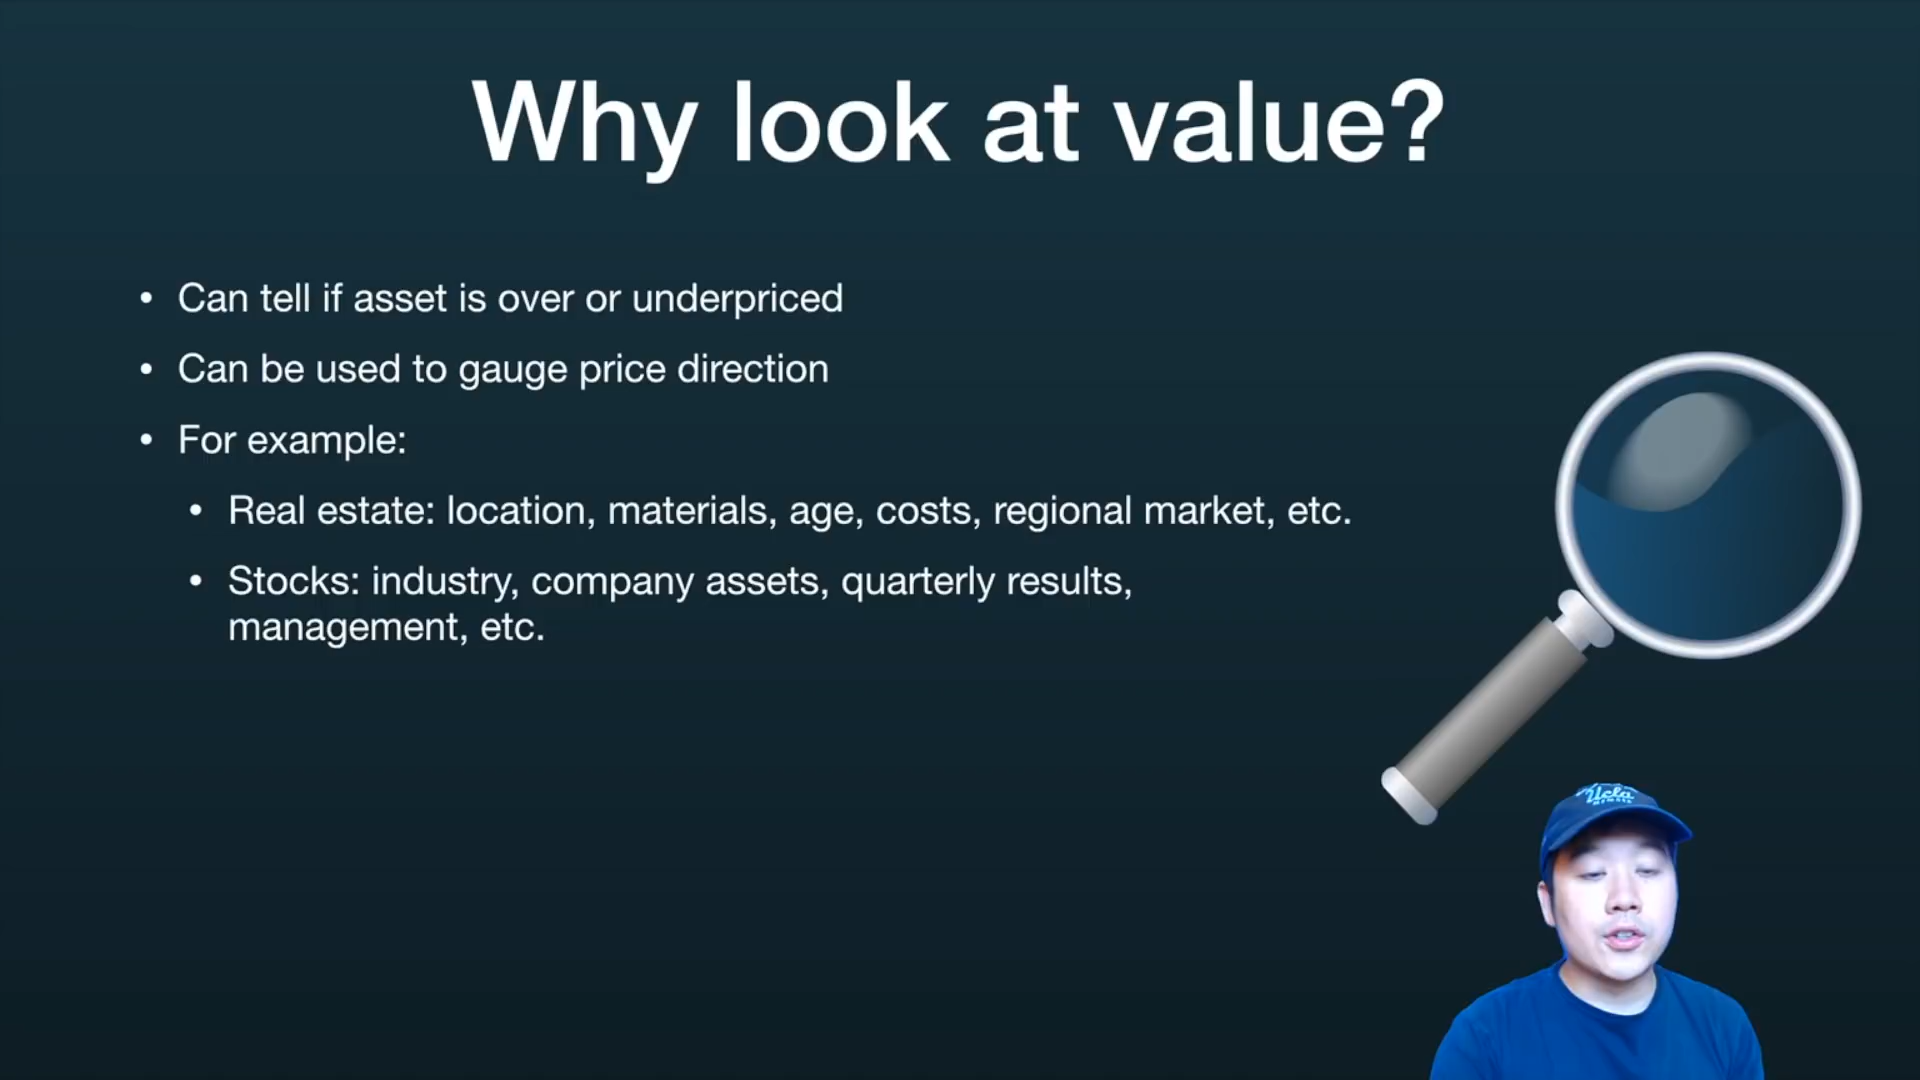 Why look at value?
• Can tell if asset is over or underpriced
• Can be used to gauge price direction
• For example:
• Real estate: location, materials, age, costs, regional market, etc.
• Stocks: industry, company assets, quarterly results,
management, etc.
Ucla